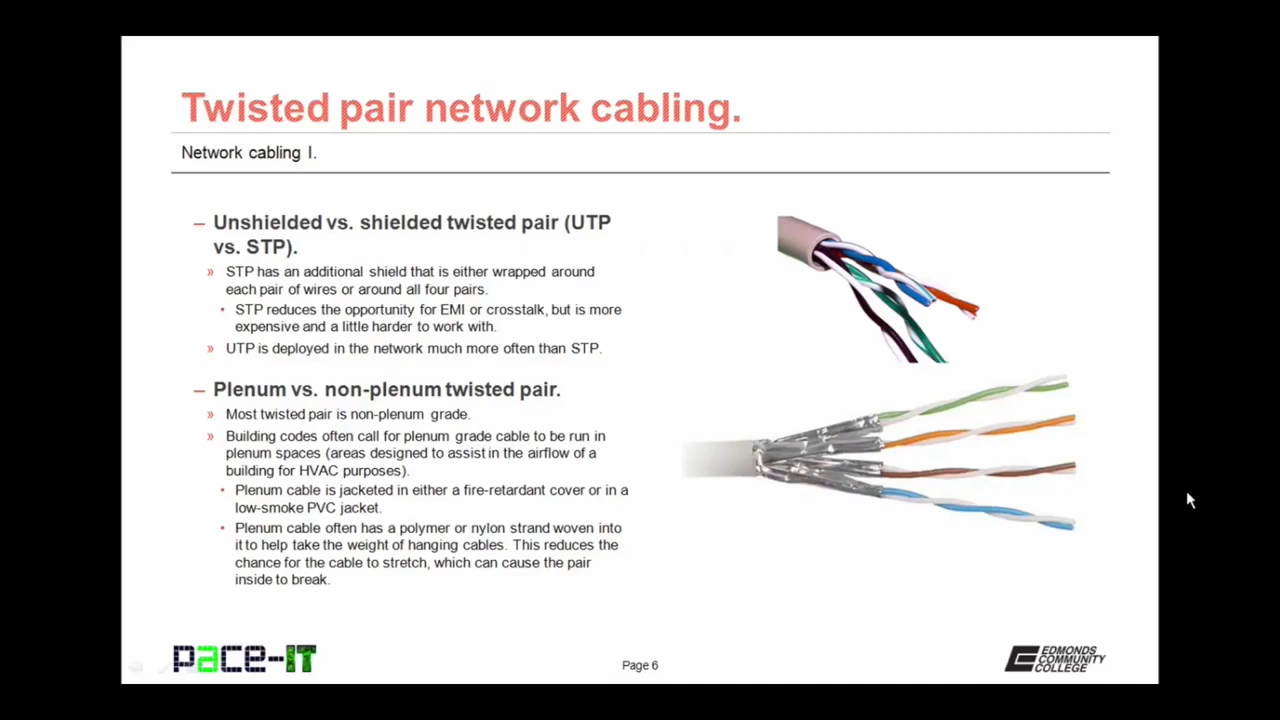 Twisted pair network cabling.
Network cabling I.
– Unshielded vs. shielded twisted pair (UTP
vs. STP).
» STP has an additional shield that is either wrapped around
each pair of wires or around all four pairs.
• STP reduces the opportunity for EMI or crosstalk, but is more
expensive and a little harder to work with.
» UTP is deployed in the network much more often than STP.
– Plenum vs. non-plenum twisted pair.
» Most twisted pair is non-plenum grade.
» Building codes often call for plenum grade cable to be run in
plenum spaces (areas designed to assist in the airflow of a
building for HVAC purposes).
• Plenum cable is jacketed in either a fire-retardant cover or in a
low-smoke PVC jacket.
• Plenum cable often has a polymer or nylon strand woven into
it to help take the weight of hanging cables. This reduces the
chance for the cable to stretch, which can cause the pair
inside to break.
pace-IT
Page 6
EDMONDS
COMMUNITY
COLLEGE